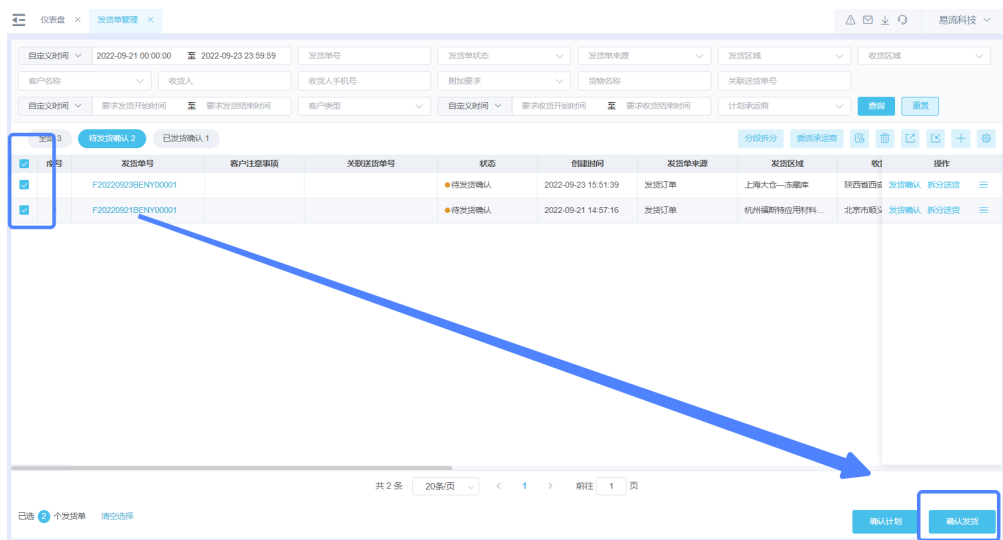 仪表盘 × 发货单管理 × 易流科技
自定义时间 2022-09-21 00:00:00 至 2022-09-23 23:59:59 发货单号 发货单状态 发货单来源 发货区域 收货区域
客户名称 收货人 收货人手机号 附加要求 货物名称 关联送货单号
自定义时间 要求发货开始时间 至 要求发货结束时间 客户类型 自定义时间 要求收货开始时间 至 要求收货结束时间 计划承运商 查询 重置
全部 3 待发货确认 2 已发货确认 1 分段拆分 委派承运商
序号 发货单号 客户注意事项 关联送货单号 状态 创建时间 发货单来源 发货区域 收 操作
F20220923BENY00001 待发货确认 2022-09-23 15:51:39 发货订单 上海大仓—冻藏库 陕西省西安 发货确认 拆分送货
F20220921BENY00001 待发货确认 2022-09-21 14:57:16 发货订单 杭州福斯特应用材料... 北京市顺义 发货确认 拆分送货
共 2 条 20条/页 < 1 > 前往 1 页
已选 2 个发货单 清空选择 确认计划 确认发货